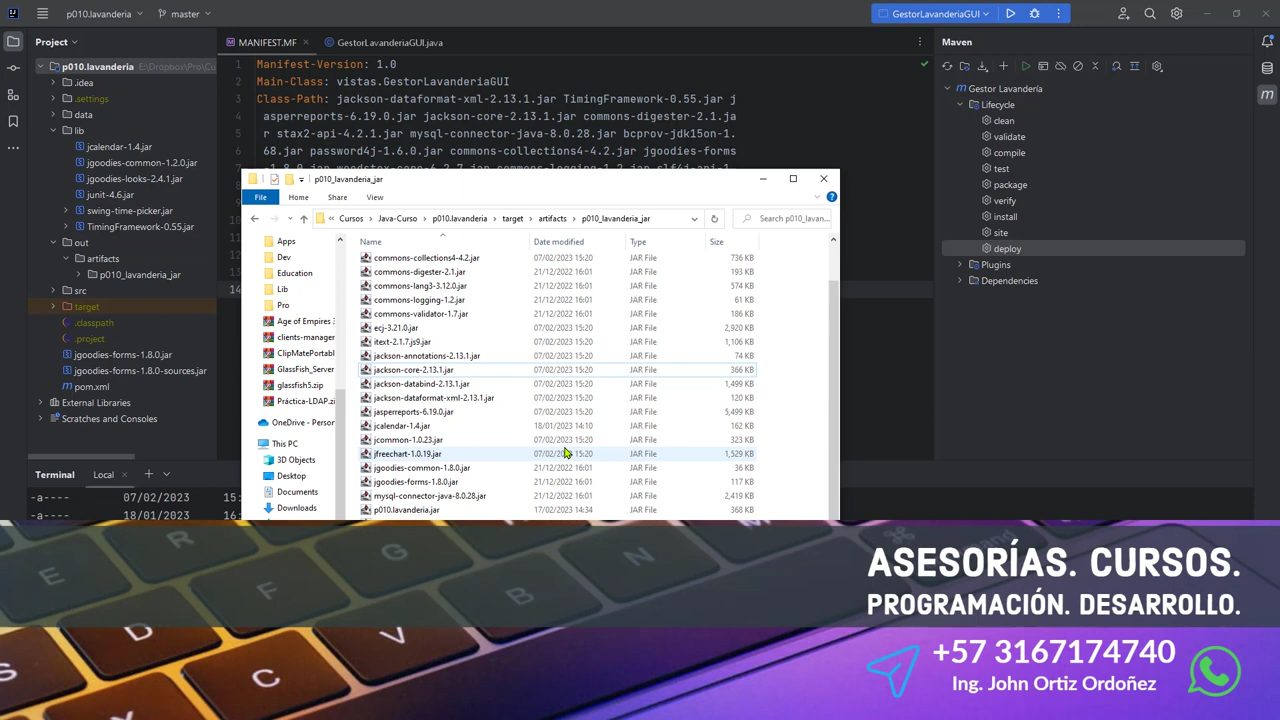 p010.lavanderia
master
GestorLavanderiaGUI
Project
MANIFEST.MF
GestorLavanderiaGUI.java
Maven
p010.lavanderia E:\Dropbox\Pro\Cu
.idea
.settings
data
lib
jcalendar-1.4.jar
jgoodies-common-1.2.0.jar
jgoodies-looks-2.4.1.jar
junit-4.6.jar
swing-time-picker.jar
TimingFramework-0.55.jar
out
artifacts
p010_lavanderia_jar
src
target
.classpath
.project
jgoodies-forms-1.8.0.jar
jgoodies-forms-1.8.0-sources.jar
pom.xml
External Libraries
Scratches and Consoles
1 Manifest-Version: 1.0
2 Main-Class: vistas.GestorLavanderiaGUI
3 Class-Path: jackson-dataformat-xml-2.13.1.jar TimingFramework-0.55.jar j
4 asperreports-6.19.0.jar jackson-core-2.13.1.jar commons-digester-2.1.ja
5 r stax2-api-4.2.1.jar mysql-connector-java-8.0.28.jar bcprov-jdk15on-1.
6 68.jar password4j-1.6.0.jar commons-collections4-4.2.jar jgoodies-forms
14
Gestor Lavandería
Lifecycle
clean
validate
compile
test
package
verify
install
site
deploy
Plugins
Dependencies
p010_lavanderia_jar
File
Home
Share
View
Cursos
Java-Curso
p010.lavanderia
target
artifacts
p010_lavanderia_jar
Search p010_lavan...
Apps
Dev
Education
Lib
Pro
Age of Empires 3
clients-manager
ClipMatePortabl
GlassFish_Server
glassfish5.zip
Práctica-LDAP.zi
OneDrive - Person
This PC
3D Objects
Desktop
Documents
Downloads
Name Date modified Type Size
commons-collections4-4.2.jar 07/02/2023 15:20 JAR File 736 KB
commons-digester-2.1.jar 21/12/2022 16:01 JAR File 193 KB
commons-lang3-3.12.0.jar 07/02/2023 15:20 JAR File 574 KB
commons-logging-1.2.jar 21/12/2022 16:01 JAR File 61 KB
commons-validator-1.7.jar 21/12/2022 16:01 JAR File 186 KB
ecj-3.21.0.jar 07/02/2023 15:20 JAR File 2,920 KB
itext-2.1.7.js9.jar 07/02/2023 15:20 JAR File 1,106 KB
jackson-annotations-2.13.1.jar 07/02/2023 15:20 JAR File 74 KB
jackson-core-2.13.1.jar 07/02/2023 15:20 JAR File 366 KB
jackson-databind-2.13.1.jar 07/02/2023 15:20 JAR File 1,499 KB
jackson-dataformat-xml-2.13.1.jar 07/02/2023 15:20 JAR File 120 KB
jasperreports-6.19.0.jar 07/02/2023 15:20 JAR File 5,499 KB
jcalendar-1.4.jar 18/01/2023 14:10 JAR File 162 KB
jcommon-1.0.23.jar 07/02/2023 15:20 JAR File 323 KB
jfreechart-1.0.19.jar 15:20 JAR File 1,529 KB
jgoodies-common-1.8.0.jar 21/12/2022 16:01 JAR File 36 KB
jgoodies-forms-1.8.0.jar 21/12/2022 16:01 JAR File 117 KB
mysql-connector-java-8.0.28.jar 21/12/2022 16:01 JAR File 2,419 KB
p010.lavanderia.jar 17/02/2023 14:34 JAR File 368 KB
Terminal
Local
-a---- 07/02/2023 15:
-a---- 18/01/2023 16:
ASESORÍAS. CURSOS.
PROGRAMACIÓN. DESARROLLO.
+57 3167174740
Ing. John Ortiz Ordoñez